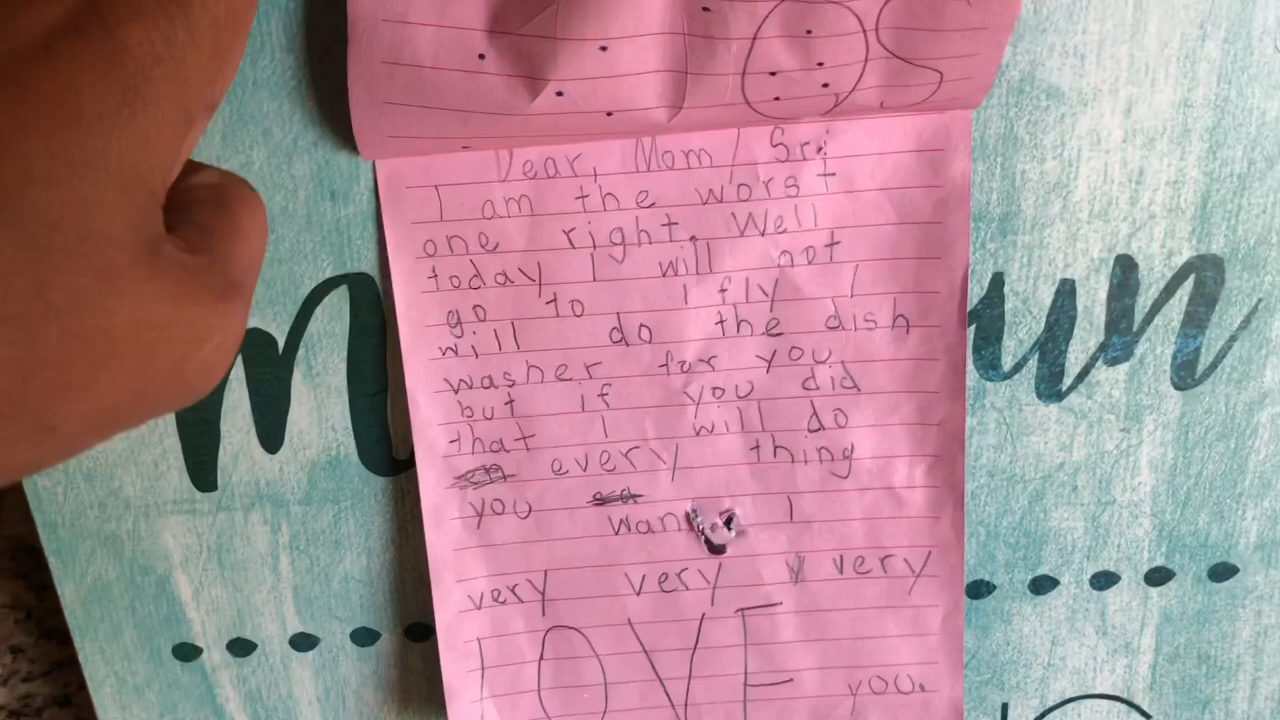 OS
Dear, Mom / Sri
I am the worst
one right. Well
today I will not
go to I fly I
will do the dish
washer for you
but if you did
that I will do
every thing
you want I
very very very
LOVE you.
m un